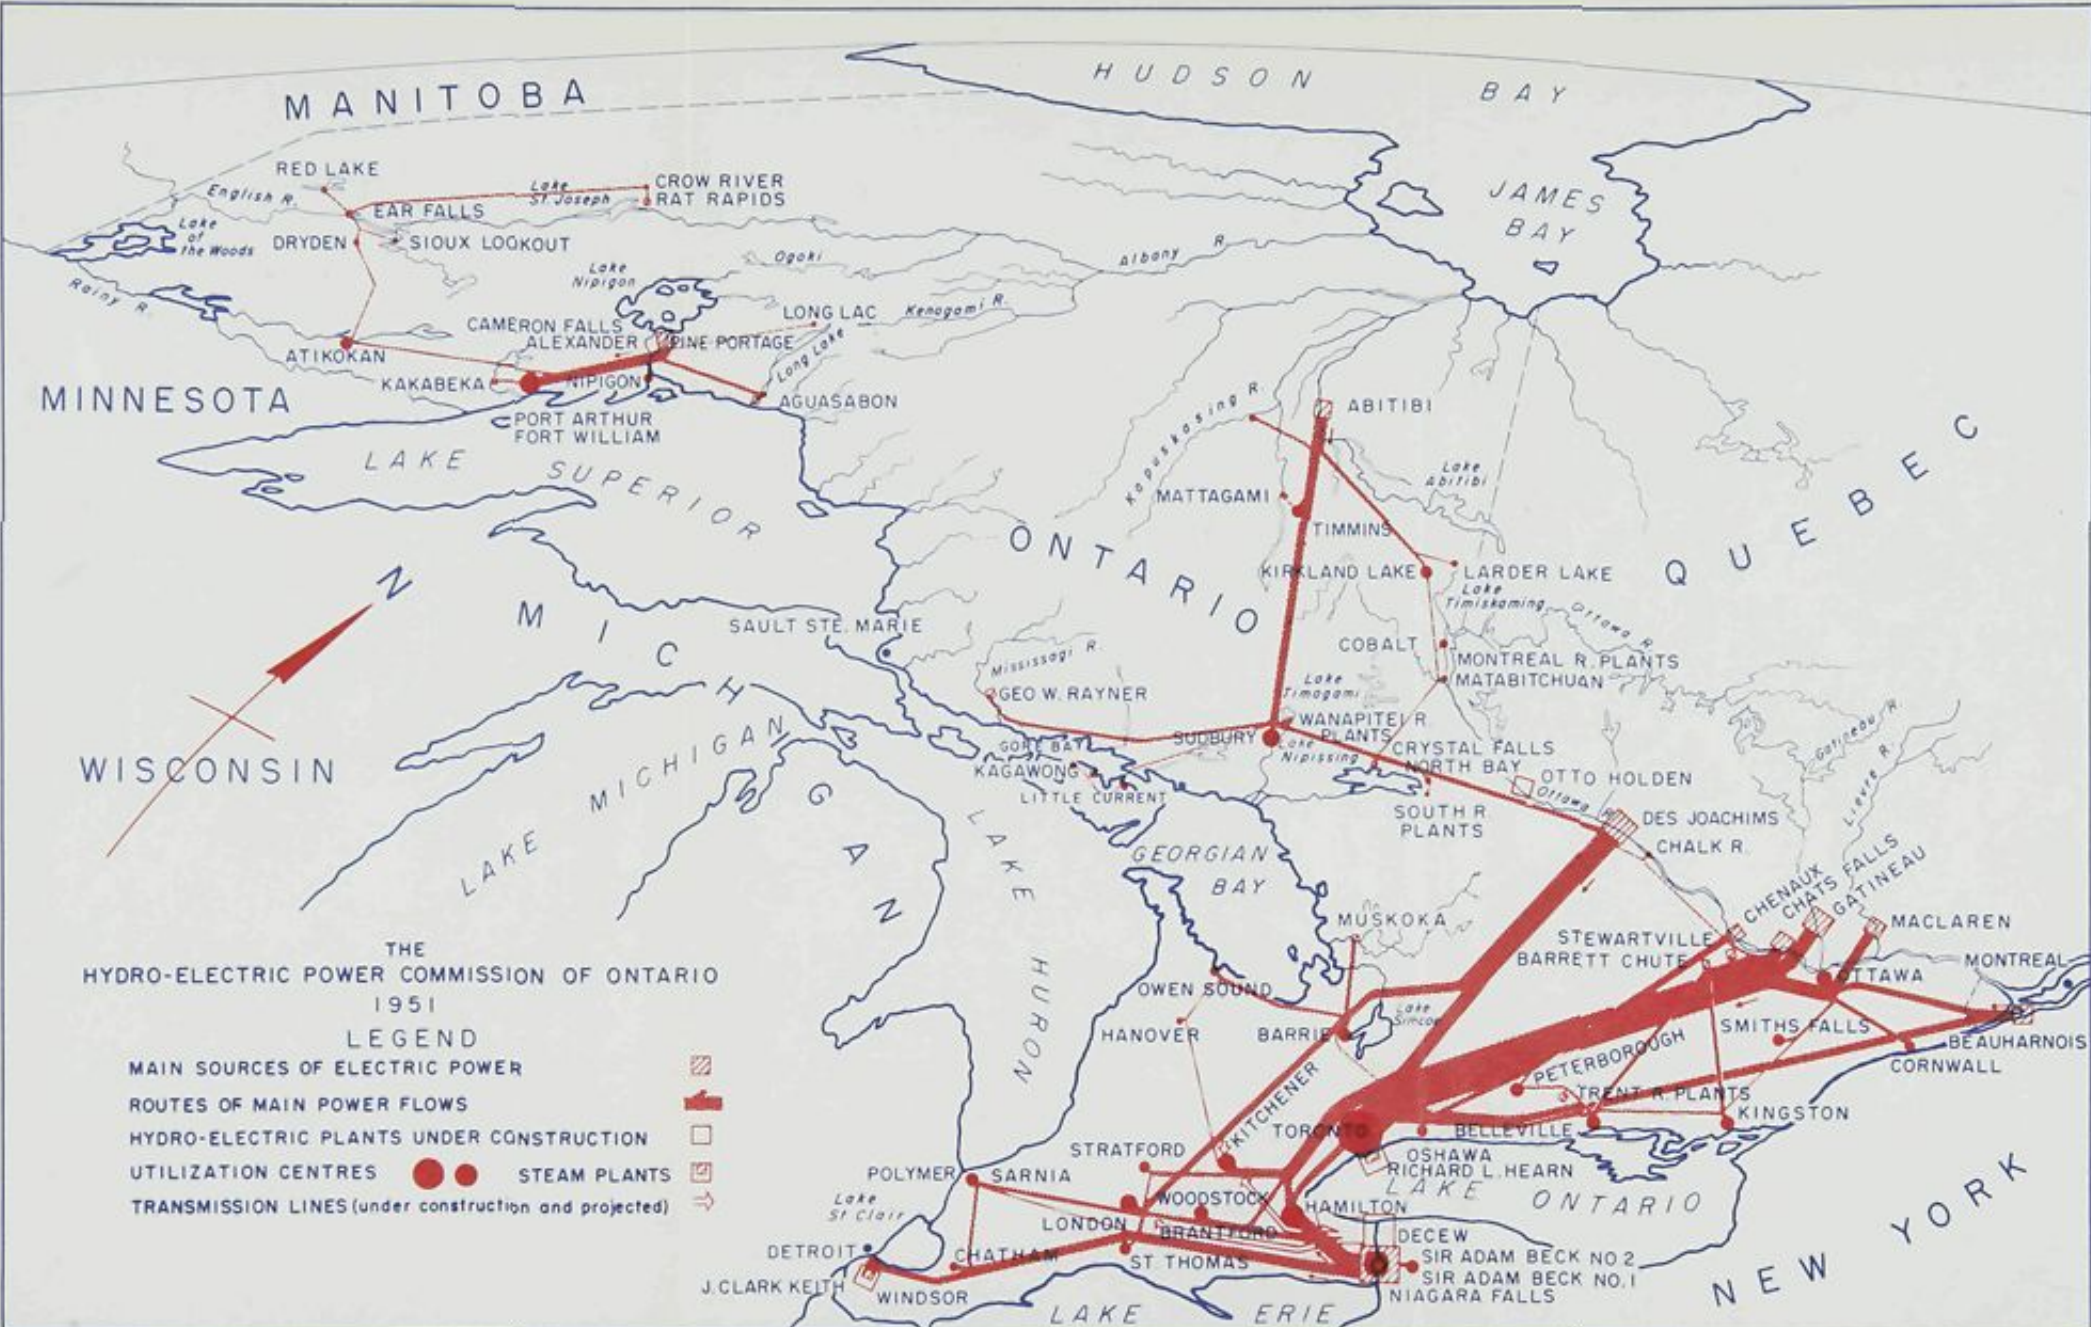 HUDSON BAY
MANITOBA
RED LAKE
CROW RIVER
RAT RAPIDS
English R.
Lake
St. Joseph
JAMES
BAY
EAR FALLS
Lake
of
the Woods
DRYDEN
SIOUX LOOKOUT
Albany R.
Ogoki
Lake
Nipigon
Rainy R.
LONG LAC
Kenogami R.
CAMERON FALLS
ALEXANDER
PINE PORTAGE
Long Lake
ATIKOKAN
KAKABEKA
NIPIGON
AGUASABON
MINNESOTA
PORT ARTHUR
FORT WILLIAM
LAKE SUPERIOR
Kapuskasing R.
ABITIBI
QUEBEC
Lake
Abitibi
MATTAGAMI
TIMMINS
ONTARIO
KIRKLAND LAKE
LARDER LAKE
Lake
Timiskaming
Ottawa R.
N
MICHIGAN
SAULT STE. MARIE
COBALT
MONTREAL R. PLANTS
MATABITCHUAN
Mississagi R.
GEO W. RAYNER
Lake
Timagami
WANAPITEI R.
PLANTS
SUDBURY
Lake
Nipissing
CRYSTAL FALLS
NORTH BAY
Gatineau R.
Lievre R.
WISCONSIN
GORE BAY
KAGAWONG
LITTLE CURRENT
OTTO HOLDEN
Ottawa R.
SOUTH R
PLANTS
DES JOACHIMS
CHALK R.
LAKE MICHIGAN
LAKE HURON
GEORGIAN
BAY
MUSKOKA
CHENAUX
CHATS FALLS
GATINEAU
MACLAREN
STEWARTVILLE
BARRETT CHUTE
OTTAWA
MONTREAL
OWEN SOUND
HANOVER
BARRIE
Lake
Simcoe
SMITHS FALLS
BEAUHARNOIS
CORNWALL
PETERBOROUGH
TRENT R. PLANTS
KINGSTON
KITCHENER
TORONTO
BELLEVILLE
OSHAWA
RICHARD L. HEARN
LAKE ONTARIO
STRATFORD
POLYMER
SARNIA
Lake
St Clair
WOODSTOCK
HAMILTON
LONDON
BRANTFORD
DECEW
DETROIT
CHATHAM
ST THOMAS
SIR ADAM BECK NO 2
SIR ADAM BECK NO. 1
NIAGARA FALLS
J. CLARK KEITH
WINDSOR
LAKE ERIE
NEW YORK
THE
HYDRO-ELECTRIC POWER COMMISSION OF ONTARIO
1951
LEGEND
MAIN SOURCES OF ELECTRIC POWER
ROUTES OF MAIN POWER FLOWS
HYDRO-ELECTRIC PLANTS UNDER CONSTRUCTION
UTILIZATION CENTRES STEAM PLANTS
TRANSMISSION LINES (under construction and projected)